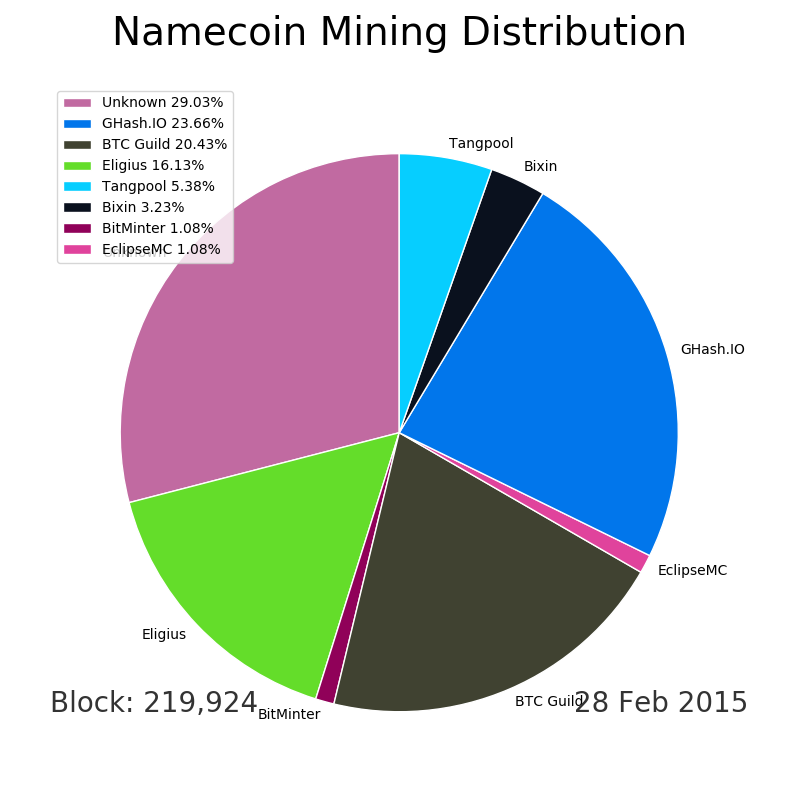 Namecoin Mining Distribution
Unknown 29.03%
GHash.IO 23.66%
BTC Guild 20.43%
Eligius 16.13%
Tangpool 5.38%
Bixin 3.23%
BitMinter 1.08%
EclipseMC 1.08%
Unknown
Tangpool
Bixin
GHash.IO
EclipseMC
Eligius
BTC Guild
BitMinter
Block: 219,924
28 Feb 2015